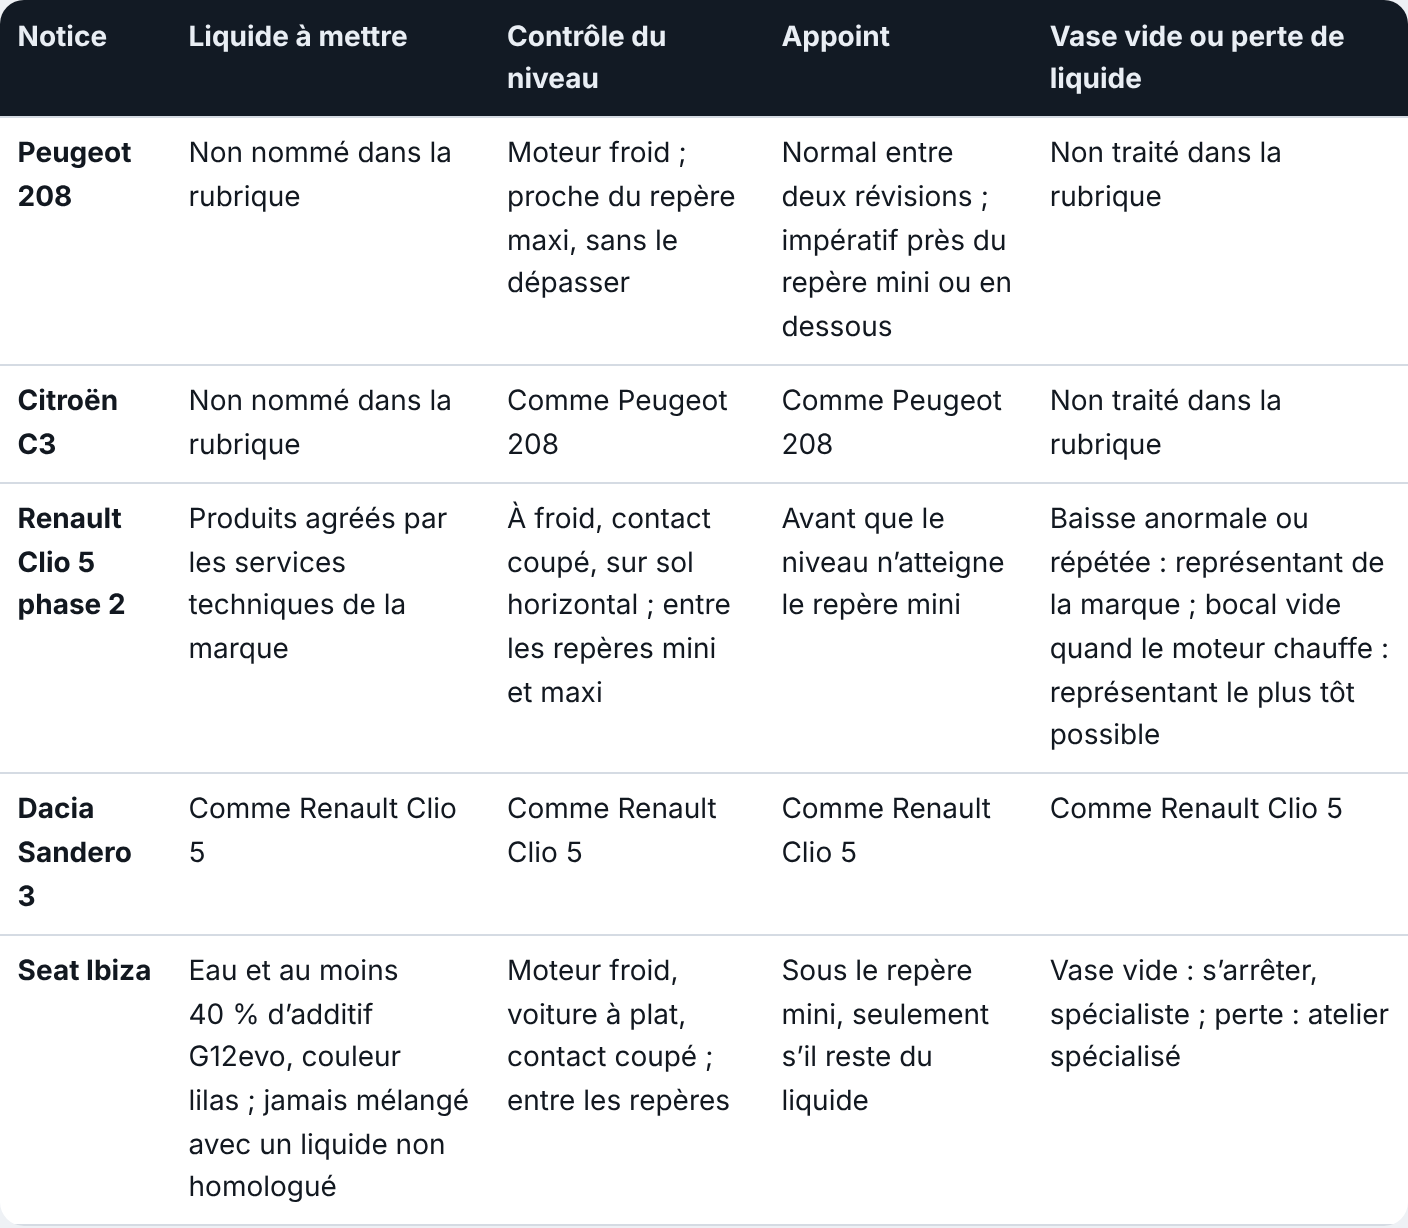 Notice
Liquide à mettre
Contrôle du
niveau
Appoint
Vase vide ou perte de
liquide
Peugeot
208
Non nommé dans la
rubrique
Moteur froid ;
proche du repère
maxi, sans le
dépasser
Normal entre
deux révisions ;
impératif près du
repère mini ou en
dessous
Non traité dans la
rubrique
Citroën
C3
Non nommé dans la
rubrique
Comme Peugeot
208
Comme Peugeot
208
Non traité dans la
rubrique
Renault
Clio 5
phase 2
Produits agréés par
les services
techniques de la
marque
À froid, contact
coupé, sur sol
horizontal ; entre
les repères mini
et maxi
Avant que le
niveau n’atteigne
le repère mini
Baisse anormale ou
répétée : représentant de
la marque ; bocal vide
quand le moteur chauffe :
représentant le plus tôt
possible
Dacia
Sandero
3
Comme Renault Clio
5
Comme Renault
Clio 5
Comme Renault
Clio 5
Comme Renault Clio 5
Seat Ibiza
Eau et au moins
40 % d’additif
G12evo, couleur
lilas ; jamais mélangé
avec un liquide non
homologué
Moteur froid,
voiture à plat,
contact coupé ;
entre les repères
Sous le repère
mini, seulement
s’il reste du
liquide
Vase vide : s’arrêter,
spécialiste ; perte : atelier
spécialisé